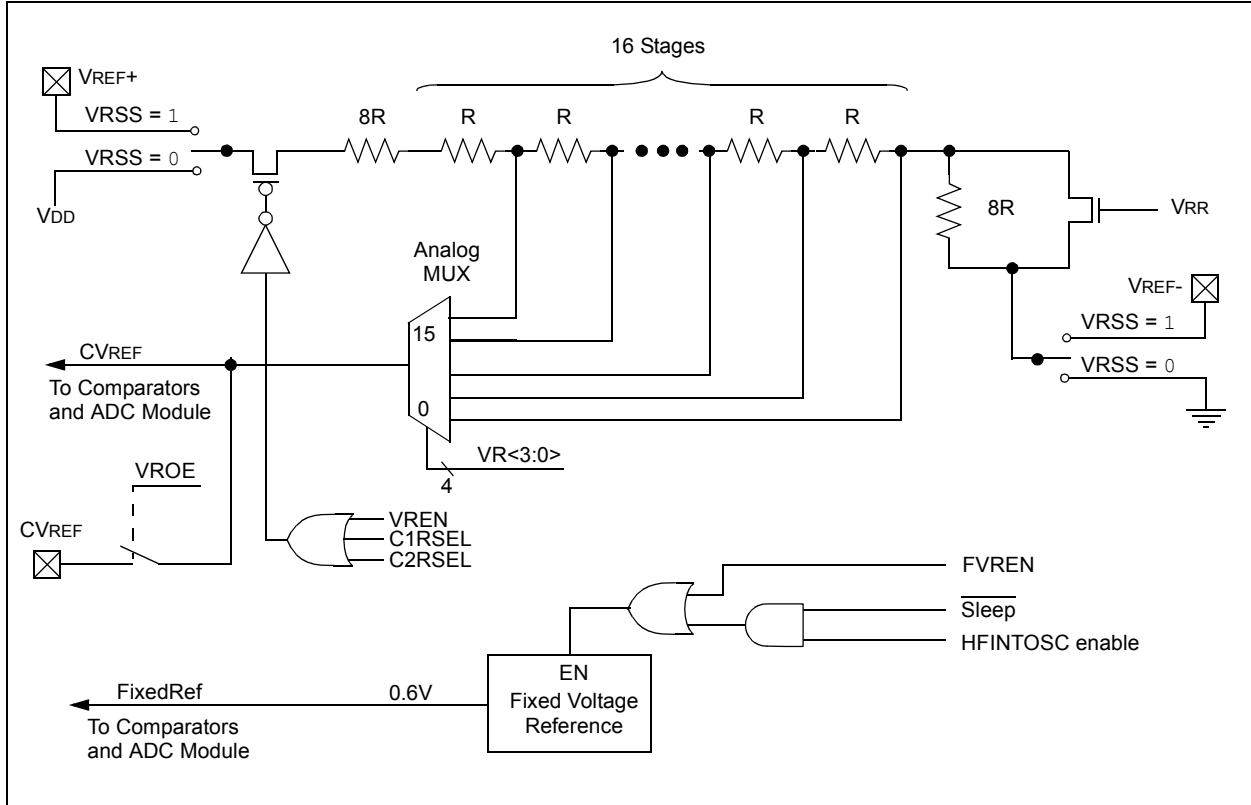 16 Stages
VREF+
VRSS = 1
VRSS = 0
VDD
8R
R
R
R
R
8R
VRR
Analog
MUX
15
0
VREF-
VRSS = 1
VRSS = 0
CVREF
To Comparators
and ADC Module
VR<3:0>
4
VROE
CVREF
VREN
C1RSEL
C2RSEL
FVREN
Sleep
HFINTOSC enable
EN
Fixed Voltage
Reference
FixedRef
0.6V
To Comparators
and ADC Module